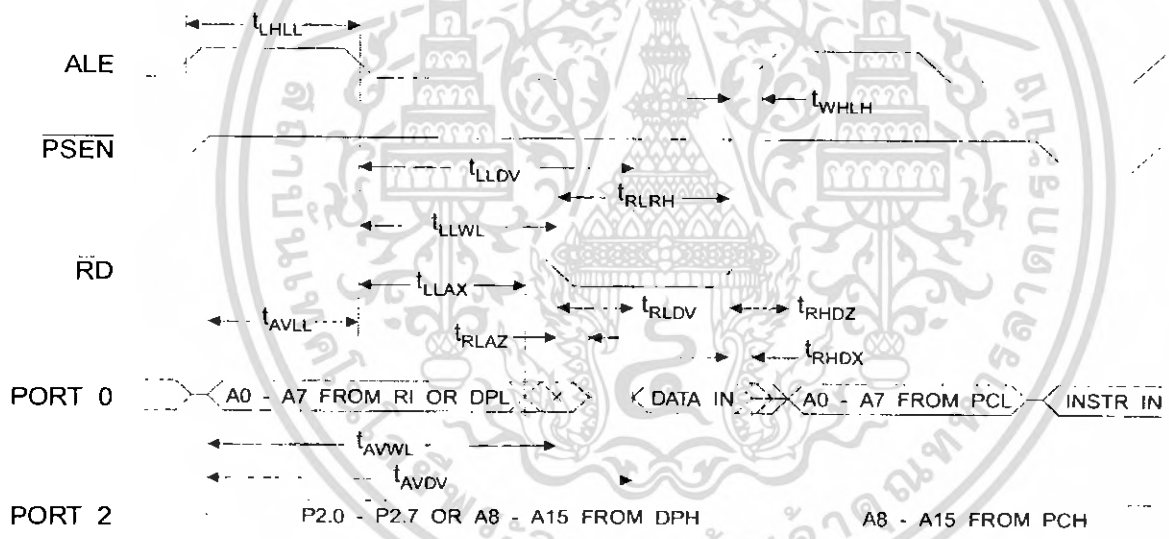 tLHLL
ALE
tWHLH
PSEN
tLLDV
tRLRH
tLLWL
RD
tLLAX
tRLDV
tRHDZ
tAVLL
tRLAZ
tRHDX
PORT 0
A0 - A7 FROM RI OR DPL
DATA IN
A0 - A7 FROM PCL
INSTR IN
tAVWL
tAVDV
PORT 2
P2.0 - P2.7 OR A8 - A15 FROM DPH
A8 - A15 FROM PCH